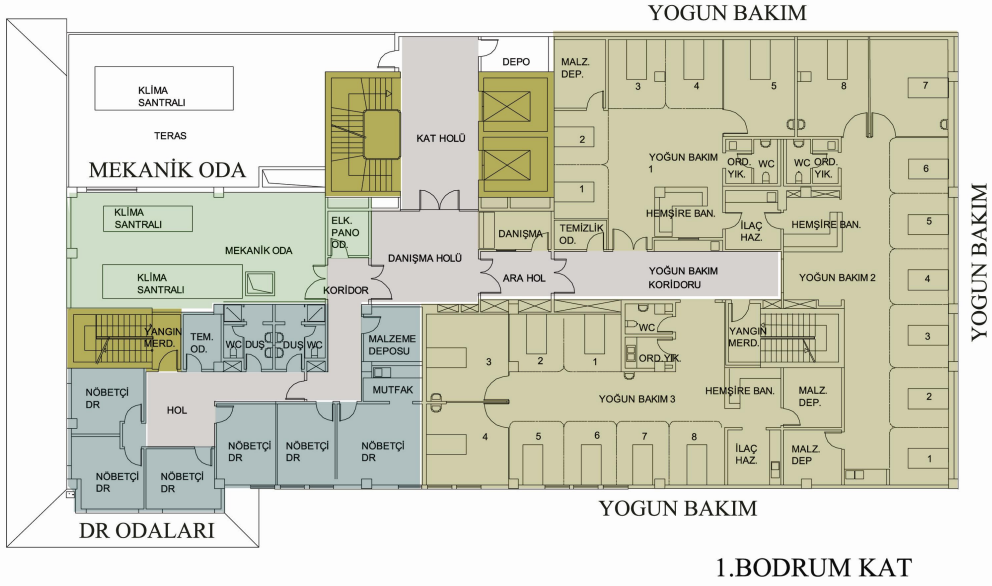 YOGUN BAKIM
DEPO
MALZ.
DEP.
3
4
5
8
7
KLİMA
SANTRALI
TERAS
KAT HOLÜ
2
YOĞUN BAKIM
1
ORD.
YIK.
WC
WC
ORD.
YIK.
6
MEKANİK ODA
1
KLİMA
SANTRALI
ELK.
PANO
OD.
HEMŞİRE BAN.
İLAÇ
HAZ.
HEMŞİRE BAN.
5
DANIŞMA
TEMİZLİK
OD.
YOGUN BAKIM
MEKANİK ODA
DANIŞMA HOLÜ
KLİMA
SANTRALI
KORİDOR
ARA HOL
YOĞUN BAKIM
KORİDORU
YOĞUN BAKIM 2
4
YANGIN
MERD.
TEM.
OD.
WC
DUŞ
DUŞ
WC
MALZEME
DEPOSU
3
2
1
WC
ORD.YIK.
YANGIN
MERD.
3
NÖBETÇİ
DR
MUTFAK
HOL
YOĞUN BAKIM 3
HEMŞİRE BAN.
MALZ.
DEP.
2
NÖBETÇİ
DR
NÖBETÇİ
DR
NÖBETÇİ
DR
NÖBETÇİ
DR
NÖBETÇİ
DR
4
5
6
7
8
İLAÇ
HAZ.
MALZ.
DEP
1
YOGUN BAKIM
DR ODALARI
1.BODRUM KAT